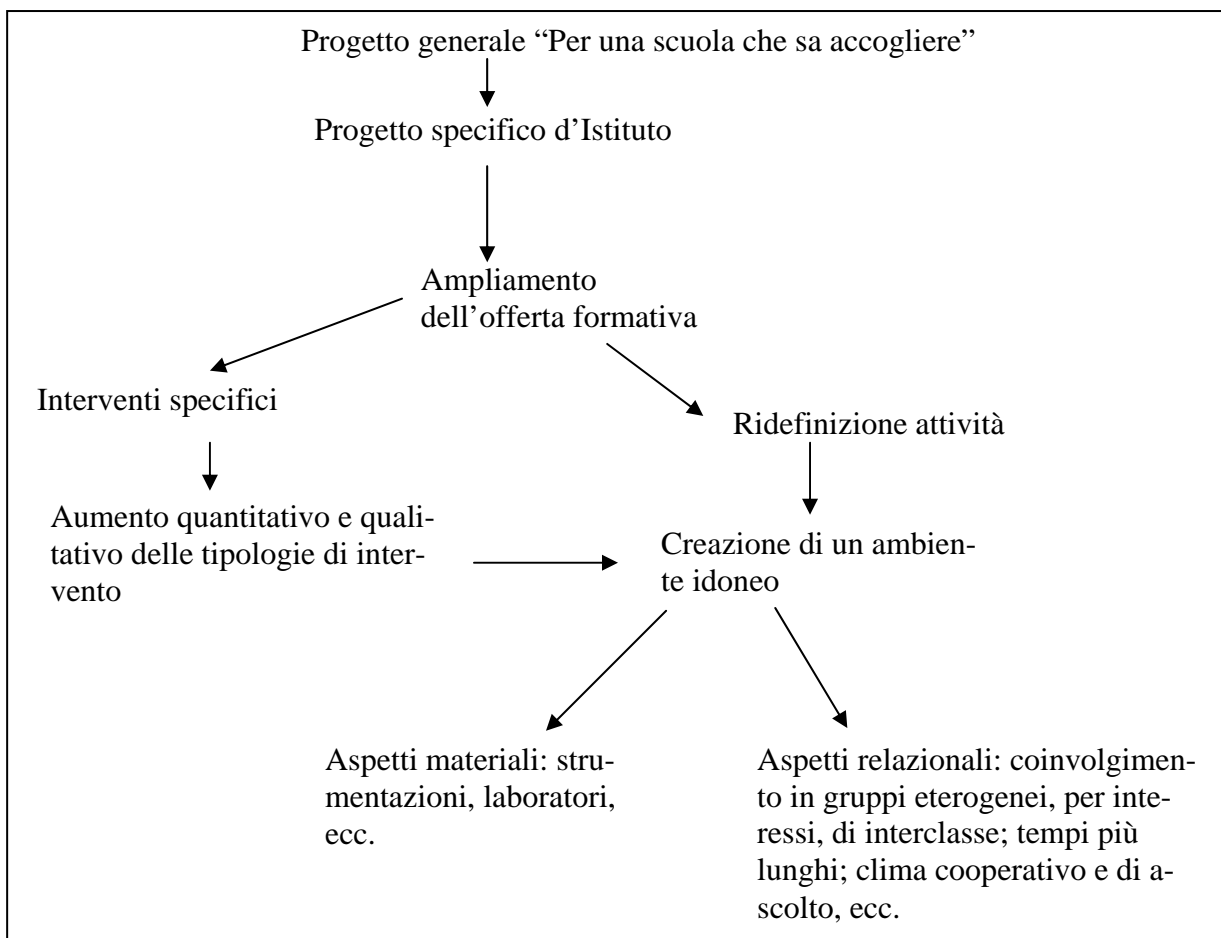 Progetto generale “Per una scuola che sa accogliere”
Progetto specifico d’Istituto
Ampliamento
dell’offerta formativa
Interventi specifici
Ridefinizione attività
Aumento quantitativo e quali-
tativo delle tipologie di inter-
vento
Creazione di un ambien-
te idoneo
Aspetti materiali: stru-
mentazioni, laboratori,
ecc.
Aspetti relazionali: coinvolgimen-
to in gruppi eterogenei, per inte-
ressi, di interclasse; tempi più
lunghi; clima cooperativo e di a-
scolto, ecc.